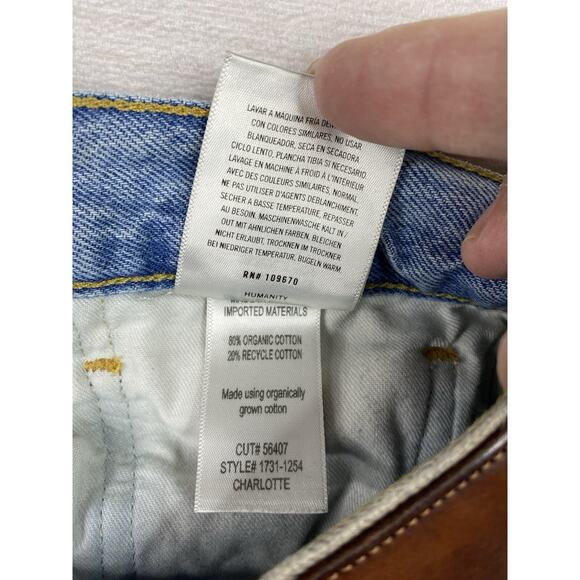 LAVAR A MAQUINA FRIA
CON COLORES SIMILARES, NO USAR
BLANQUEADOR, SECA EN SECADORA
CICLO LENTO, PLANCHA TIBIA SI NECESARIO
LAVAGE EN MACHINE À FROID À L'INTÉRIEUR
AVEC DES COULEURS SIMILAIRES, NORMAL,
NE PAS UTILISER D'AGENTS DEBLANCHIMENT,
SECHER A BASSE TEMPERATURE, REPASSER
AU BESOIN. MASCHINENWASCHE KALT IN/
OUT MIT AHNLICHEN FARBEN, BLEICHEN
NICHT ERLAUBT, TROCKNEN IM TROCKNER
BEI NIEDRIGER TEMPERATUR, BUGELN WARM
RN# 109670
HUMANITY
IMPORTED MATERIALS
80% ORGANIC COTTON
20% RECYCLE COTTON
Made using organically
grown cotton
CUT# 56407
STYLE# 1731-1254
CHARLOTTE